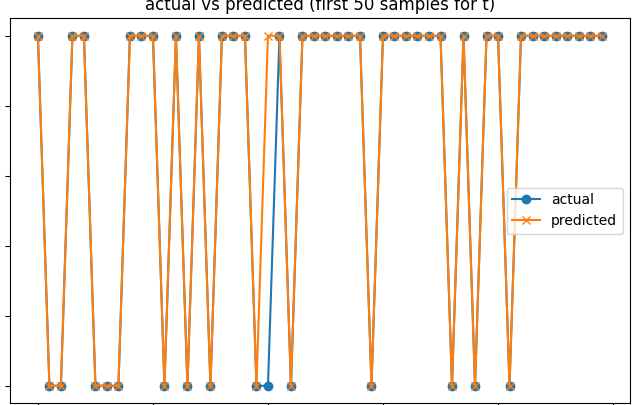 actual vs predicted (first 50 samples for t)
actual
predicted